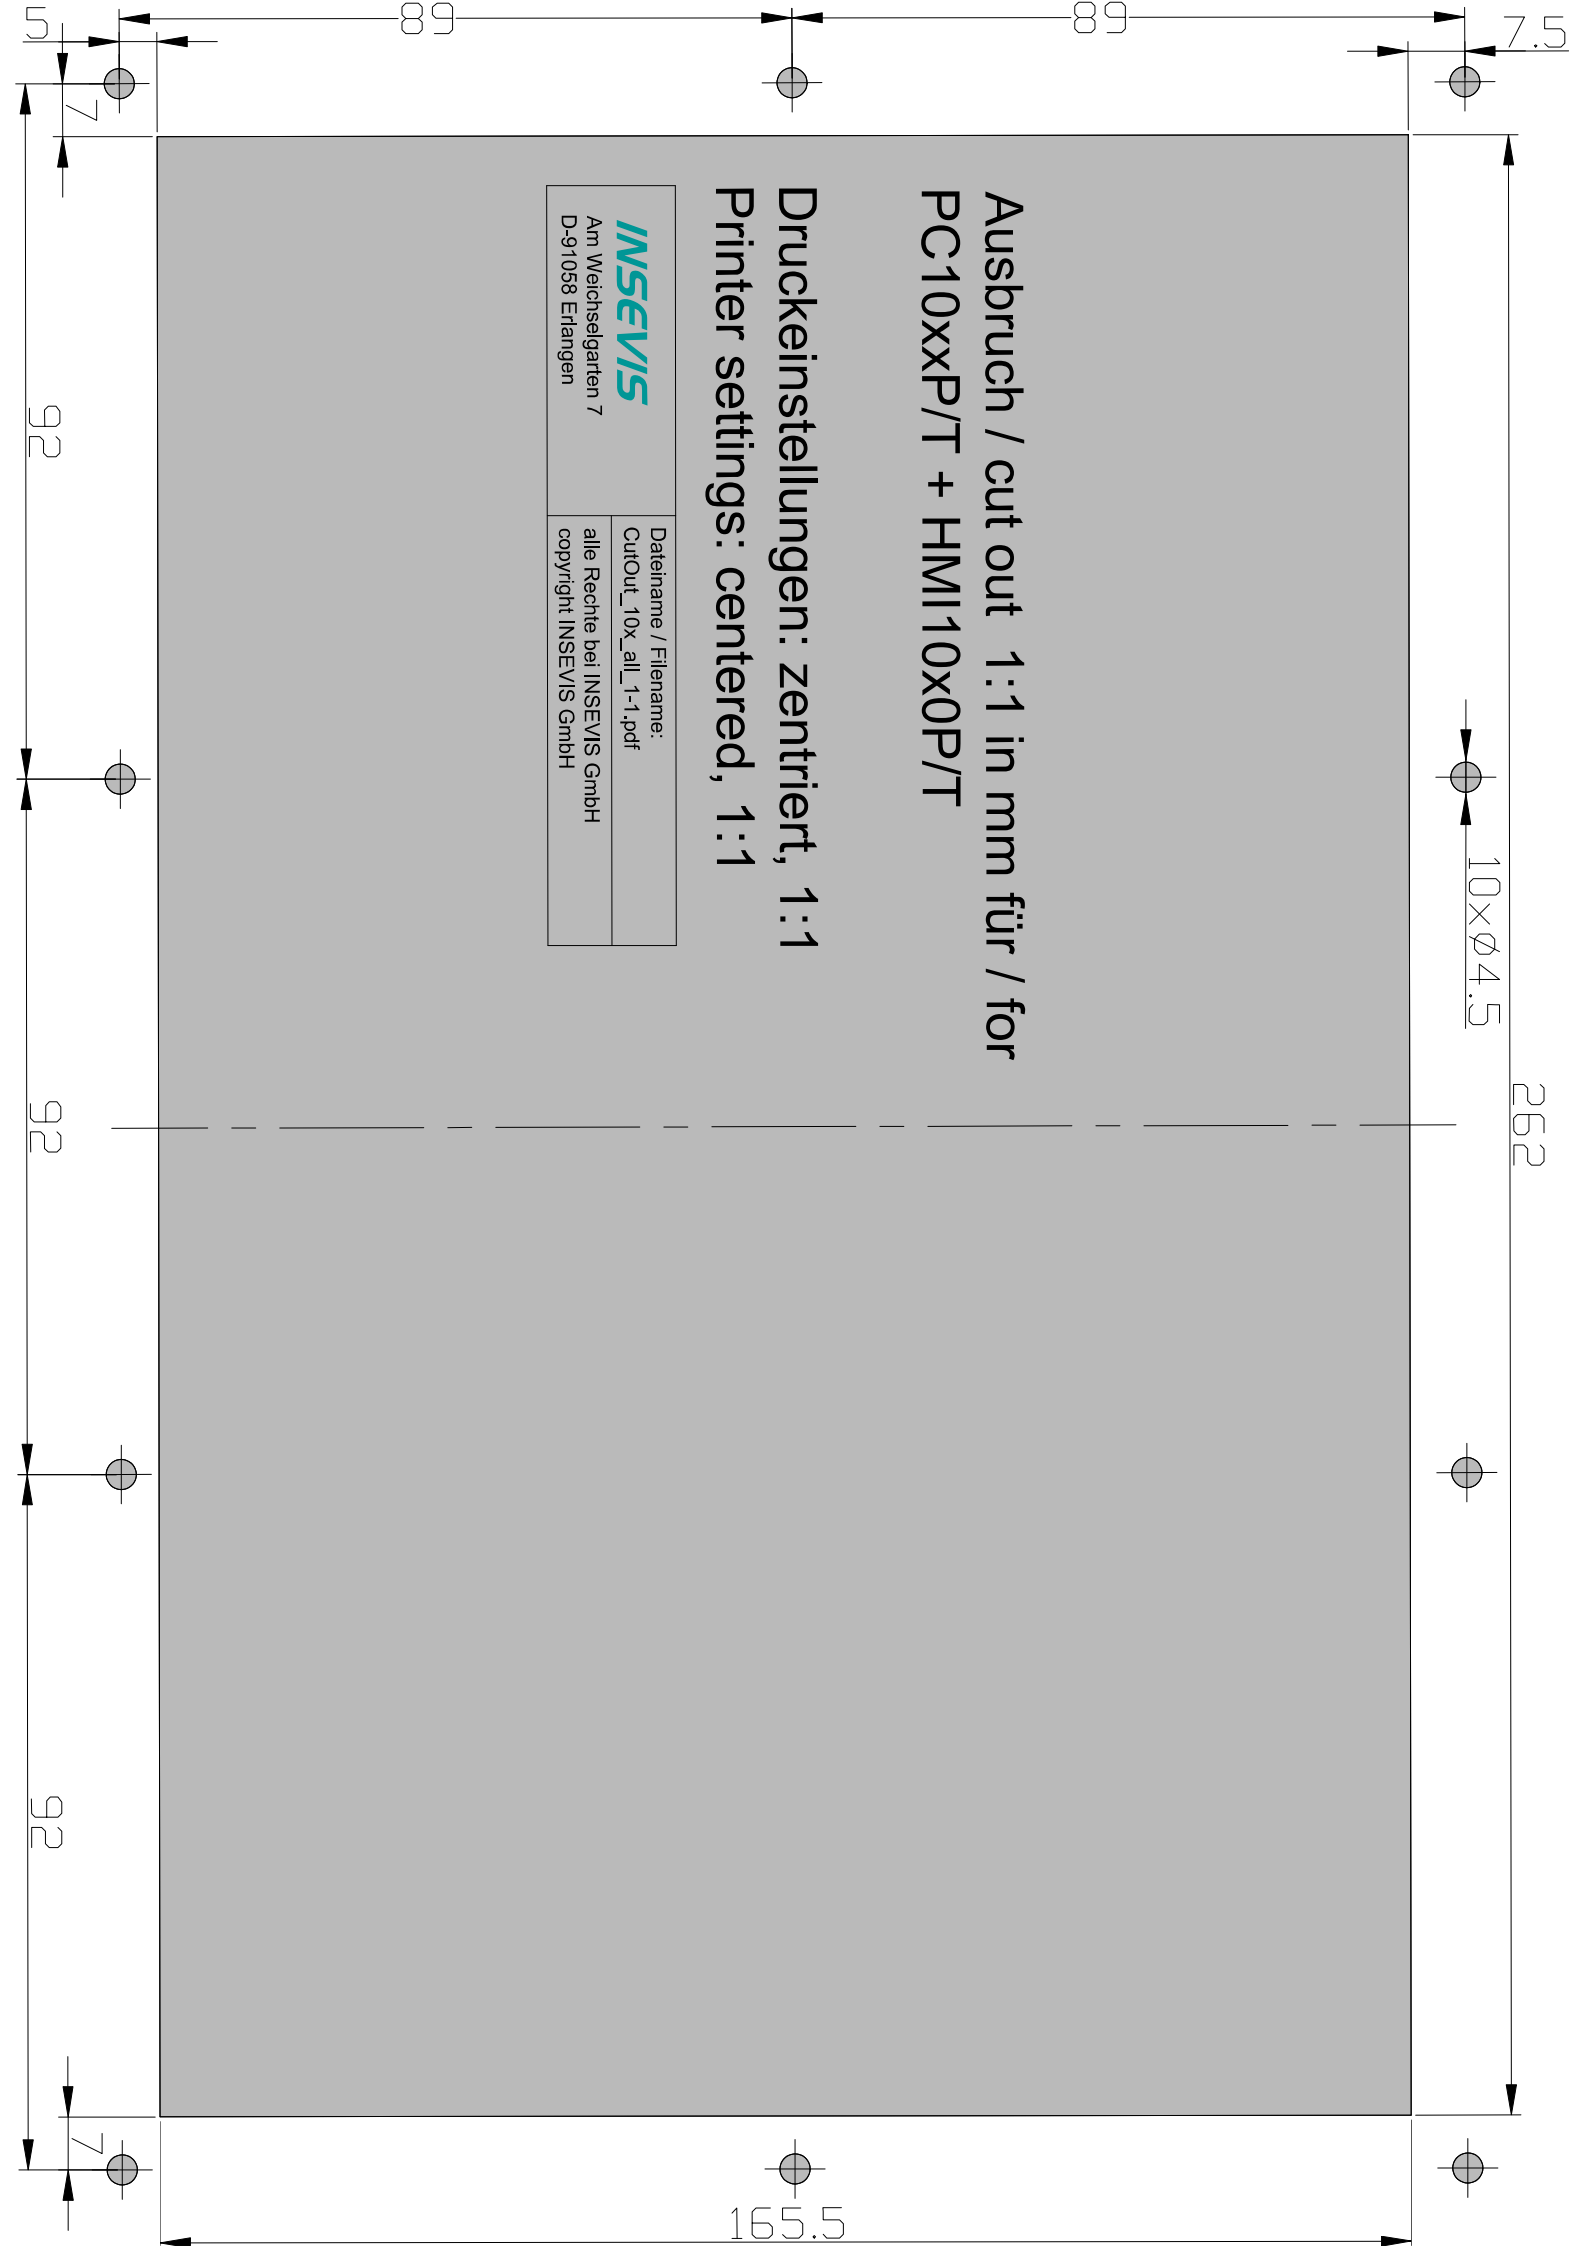 Ausbruch / cut out 1:1 in mm für / for
PC10xxP/T + HMI10x0P/T
Druckeinstellungen: zentriert, 1:1
Printer settings: centered, 1:1
INSEVIS
Am Weichselgarten 7
D-91058 Erlangen
Dateiname / Filename:
CutOut_10x_all_1-1.pdf
alle Rechte bei INSEVIS GmbH
copyright INSEVIS GmbH
262
10xØ4.5
7.5
89
89
5
7
92
92
92
7
165.5